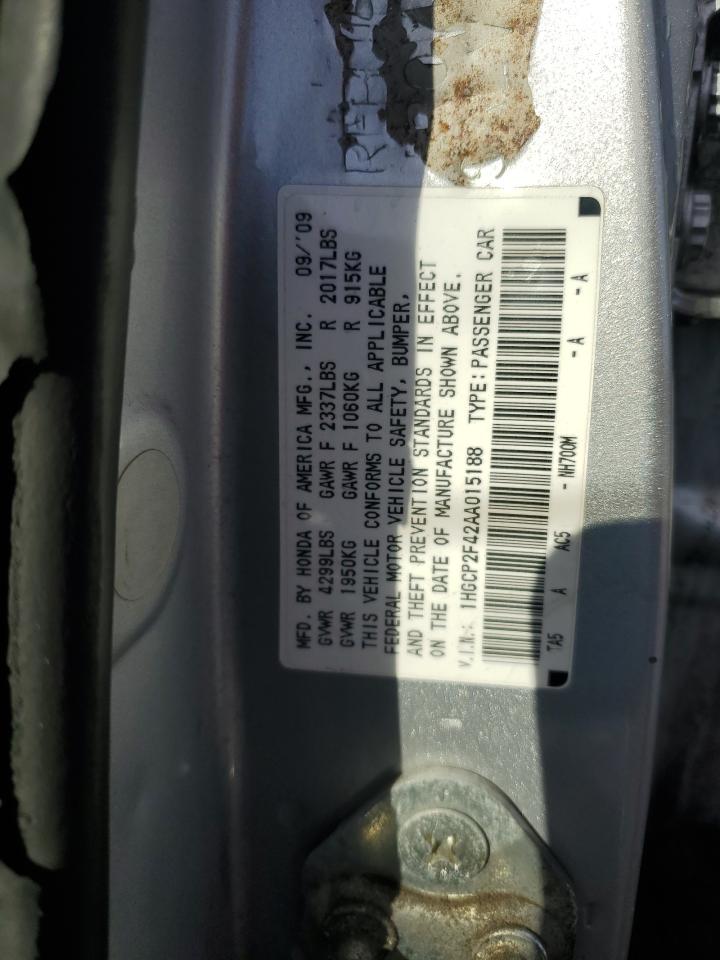 MFD. BY HONDA OF AMERICA MFG., INC. 09/'09
GVWR 4299LBS GAWR F 2337LBS R 2017LBS
GVWR 1950KG GAWR F 1060KG R 915KG
THIS VEHICLE CONFORMS TO ALL APPLICABLE
FEDERAL MOTOR VEHICLE SAFETY, BUMPER,
AND THEFT PREVENTION STANDARDS IN EFFECT
ON THE DATE OF MANUFACTURE SHOWN ABOVE.
V.I.N.: 1HGCP2F42AA015188 TYPE: PASSENGER CAR
TA5 A AC5 - NH700M - A - A